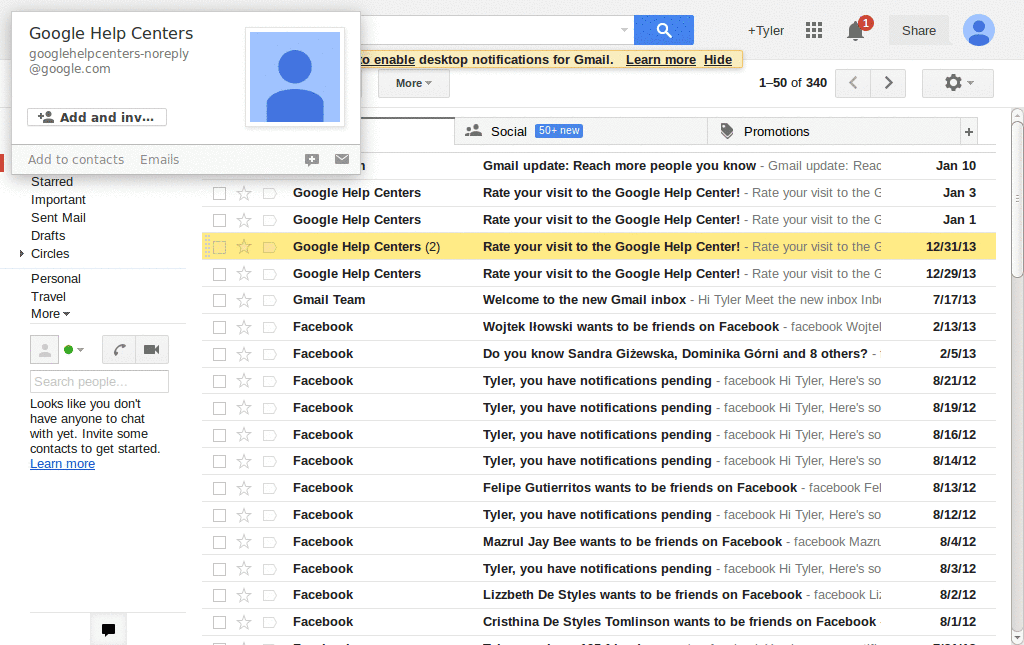 Google Help Centers
googlehelpcenters-noreply
@google.com
Add and inv...
Add to contacts Emails
+Tyler
1
Share
to enable desktop notifications for Gmail. Learn more Hide
More
1–50 of 340
Social 50+ new
Promotions
+
Starred
Important
Sent Mail
Drafts
Circles
Personal
Travel
More
Search people...
Looks like you don't
have anyone to chat
with yet. Invite some
contacts to get started.
Learn more
Gmail update: Reach more people you know - Gmail update: Reac Jan 10
Google Help Centers Rate your visit to the Google Help Center! - Rate your visit to the G Jan 3
Google Help Centers Rate your visit to the Google Help Center! - Rate your visit to the G Jan 1
Google Help Centers (2) Rate your visit to the Google Help Center! - Rate your visit to the G 12/31/13
Google Help Centers Rate your visit to the Google Help Center! - Rate your visit to the G 12/29/13
Gmail Team Welcome to the new Gmail inbox - Hi Tyler Meet the new inbox Inbo 7/17/13
Facebook Wojtek Iłowski wants to be friends on Facebook - facebook Wojtek 2/13/13
Facebook Do you know Sandra Giżewska, Dominika Górni and 8 others? - 2/5/13
Facebook Tyler, you have notifications pending - facebook Hi Tyler, Here's so 8/21/12
Facebook Tyler, you have notifications pending - facebook Hi Tyler, Here's so 8/19/12
Facebook Tyler, you have notifications pending - facebook Hi Tyler, Here's so 8/16/12
Facebook Tyler, you have notifications pending - facebook Hi Tyler, Here's so 8/14/12
Facebook Felipe Gutierritos wants to be friends on Facebook - facebook Fel 8/13/12
Facebook Tyler, you have notifications pending - facebook Hi Tyler, Here's so 8/12/12
Facebook Mazrul Jay Bee wants to be friends on Facebook - facebook Mazru 8/4/12
Facebook Tyler, you have notifications pending - facebook Hi Tyler, Here's so 8/3/12
Facebook Lizzbeth De Styles wants to be friends on Facebook - facebook Liz 8/2/12
Facebook Cristhina De Styles Tomlinson wants to be friends on Facebook 8/1/12